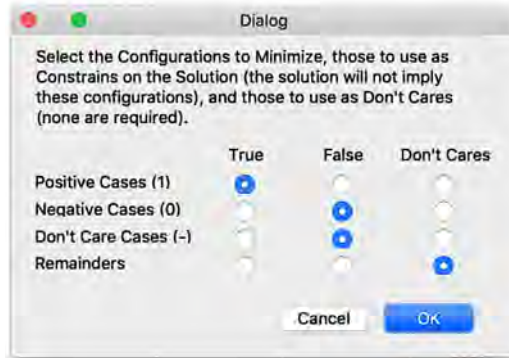 Dialog
Select the Configurations to Minimize, those to use as
Constrains on the Solution (the solution will not imply
these configurations), and those to use as Don't Cares
(none are required).
True False Don't Cares
Positive Cases (1)
Negative Cases (0)
Don't Care Cases (-)
Remainders
Cancel OK